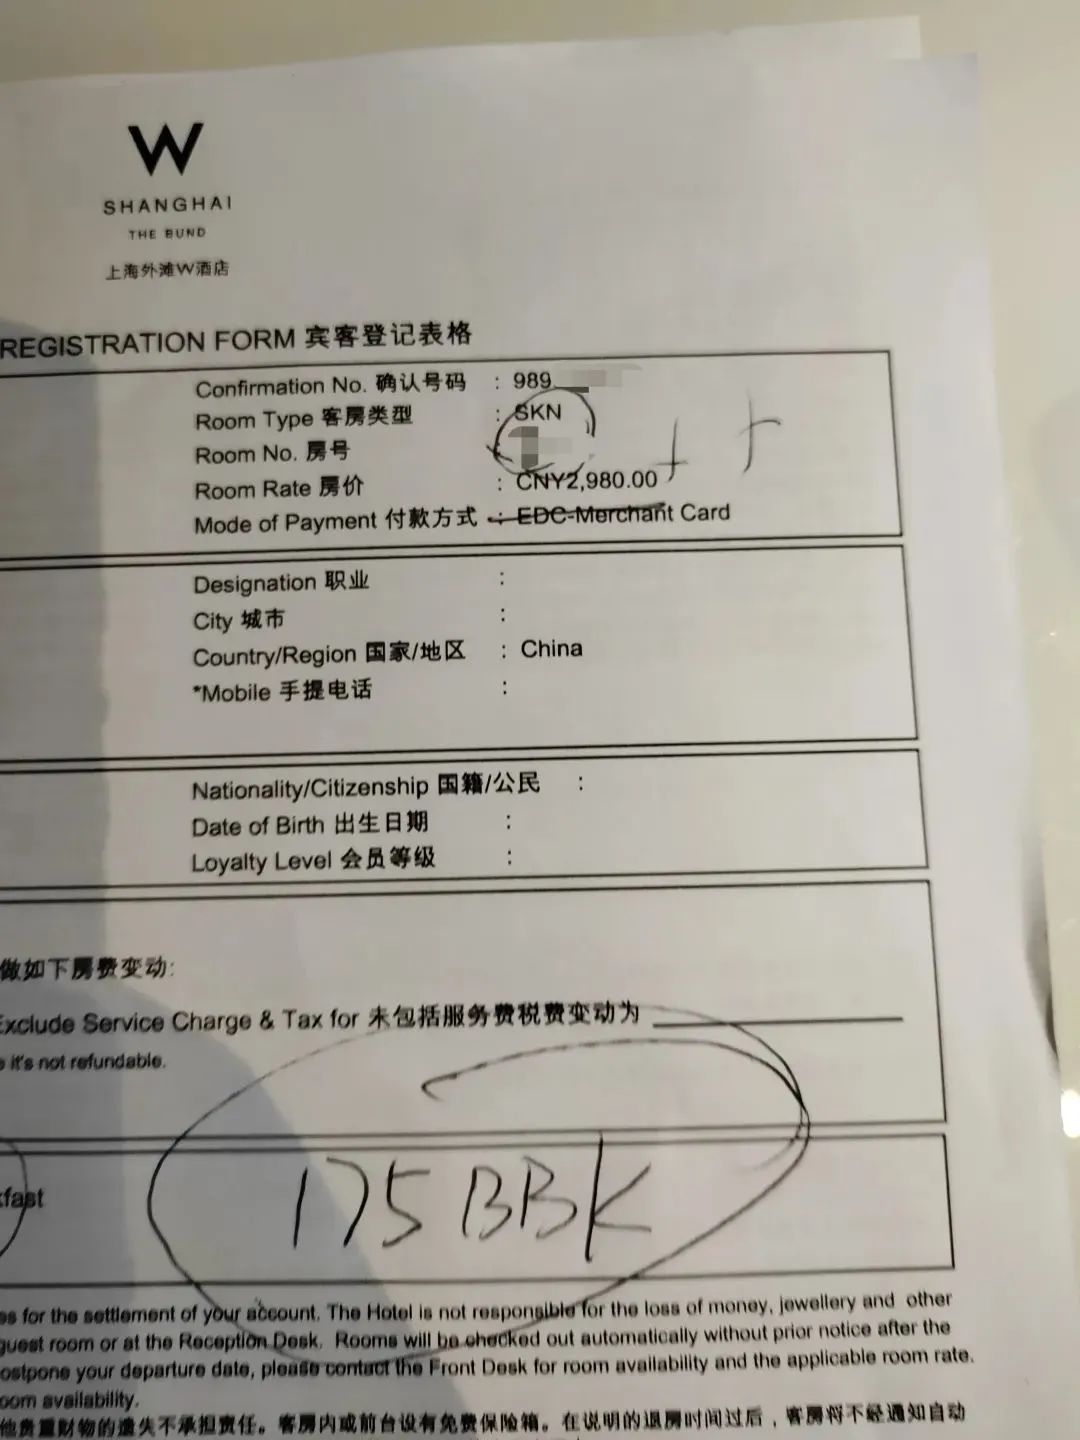 W
SHANGHAI
THE BUND
上海外滩W酒店
REGISTRATION FORM 宾客登记表格
Confirmation No. 确认号码 : 989
Room Type 客房类型 : SKN
Room No. 房号
Room Rate 房价 : CNY2,980.00 ++
Mode of Payment 付款方式 : EDC-Merchant Card
Designation 职业 :
City 城市 :
Country/Region 国家/地区 : China
*Mobile 手提电话 :
Nationality/Citizenship 国籍/公民 :
Date of Birth 出生日期 :
Loyalty Level 会员等级 :
做如下房费变动:
Exclude Service Charge & Tax for 未包括服务费税费变动为
it's not refundable.
175BBK
kfast
es for the settlement of your account. The Hotel is not responsible for the loss of money, jewellery and other
guest room or at the Reception Desk. Rooms will be checked out automatically without prior notice after the
ostpone your departure date, please contact the Front Desk for room availability and the applicable room rate.
oom availability.
他贵重财物的遗失不承担责任。客房内或前台设有免费保险箱。在说明的退房时间过后，客房将不经通知自动